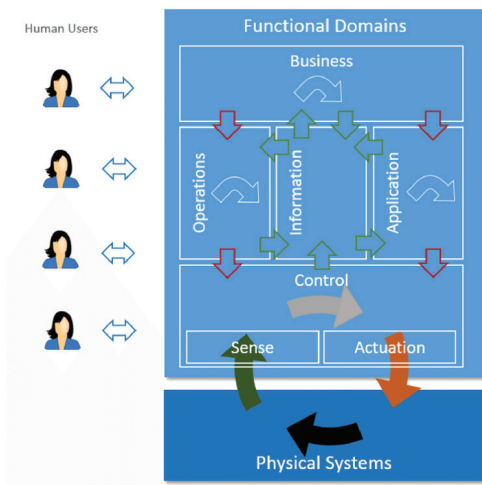 Human Users
Functional Domains
Business
Operations
Information
Application
Control
Sense
Actuation
Physical Systems